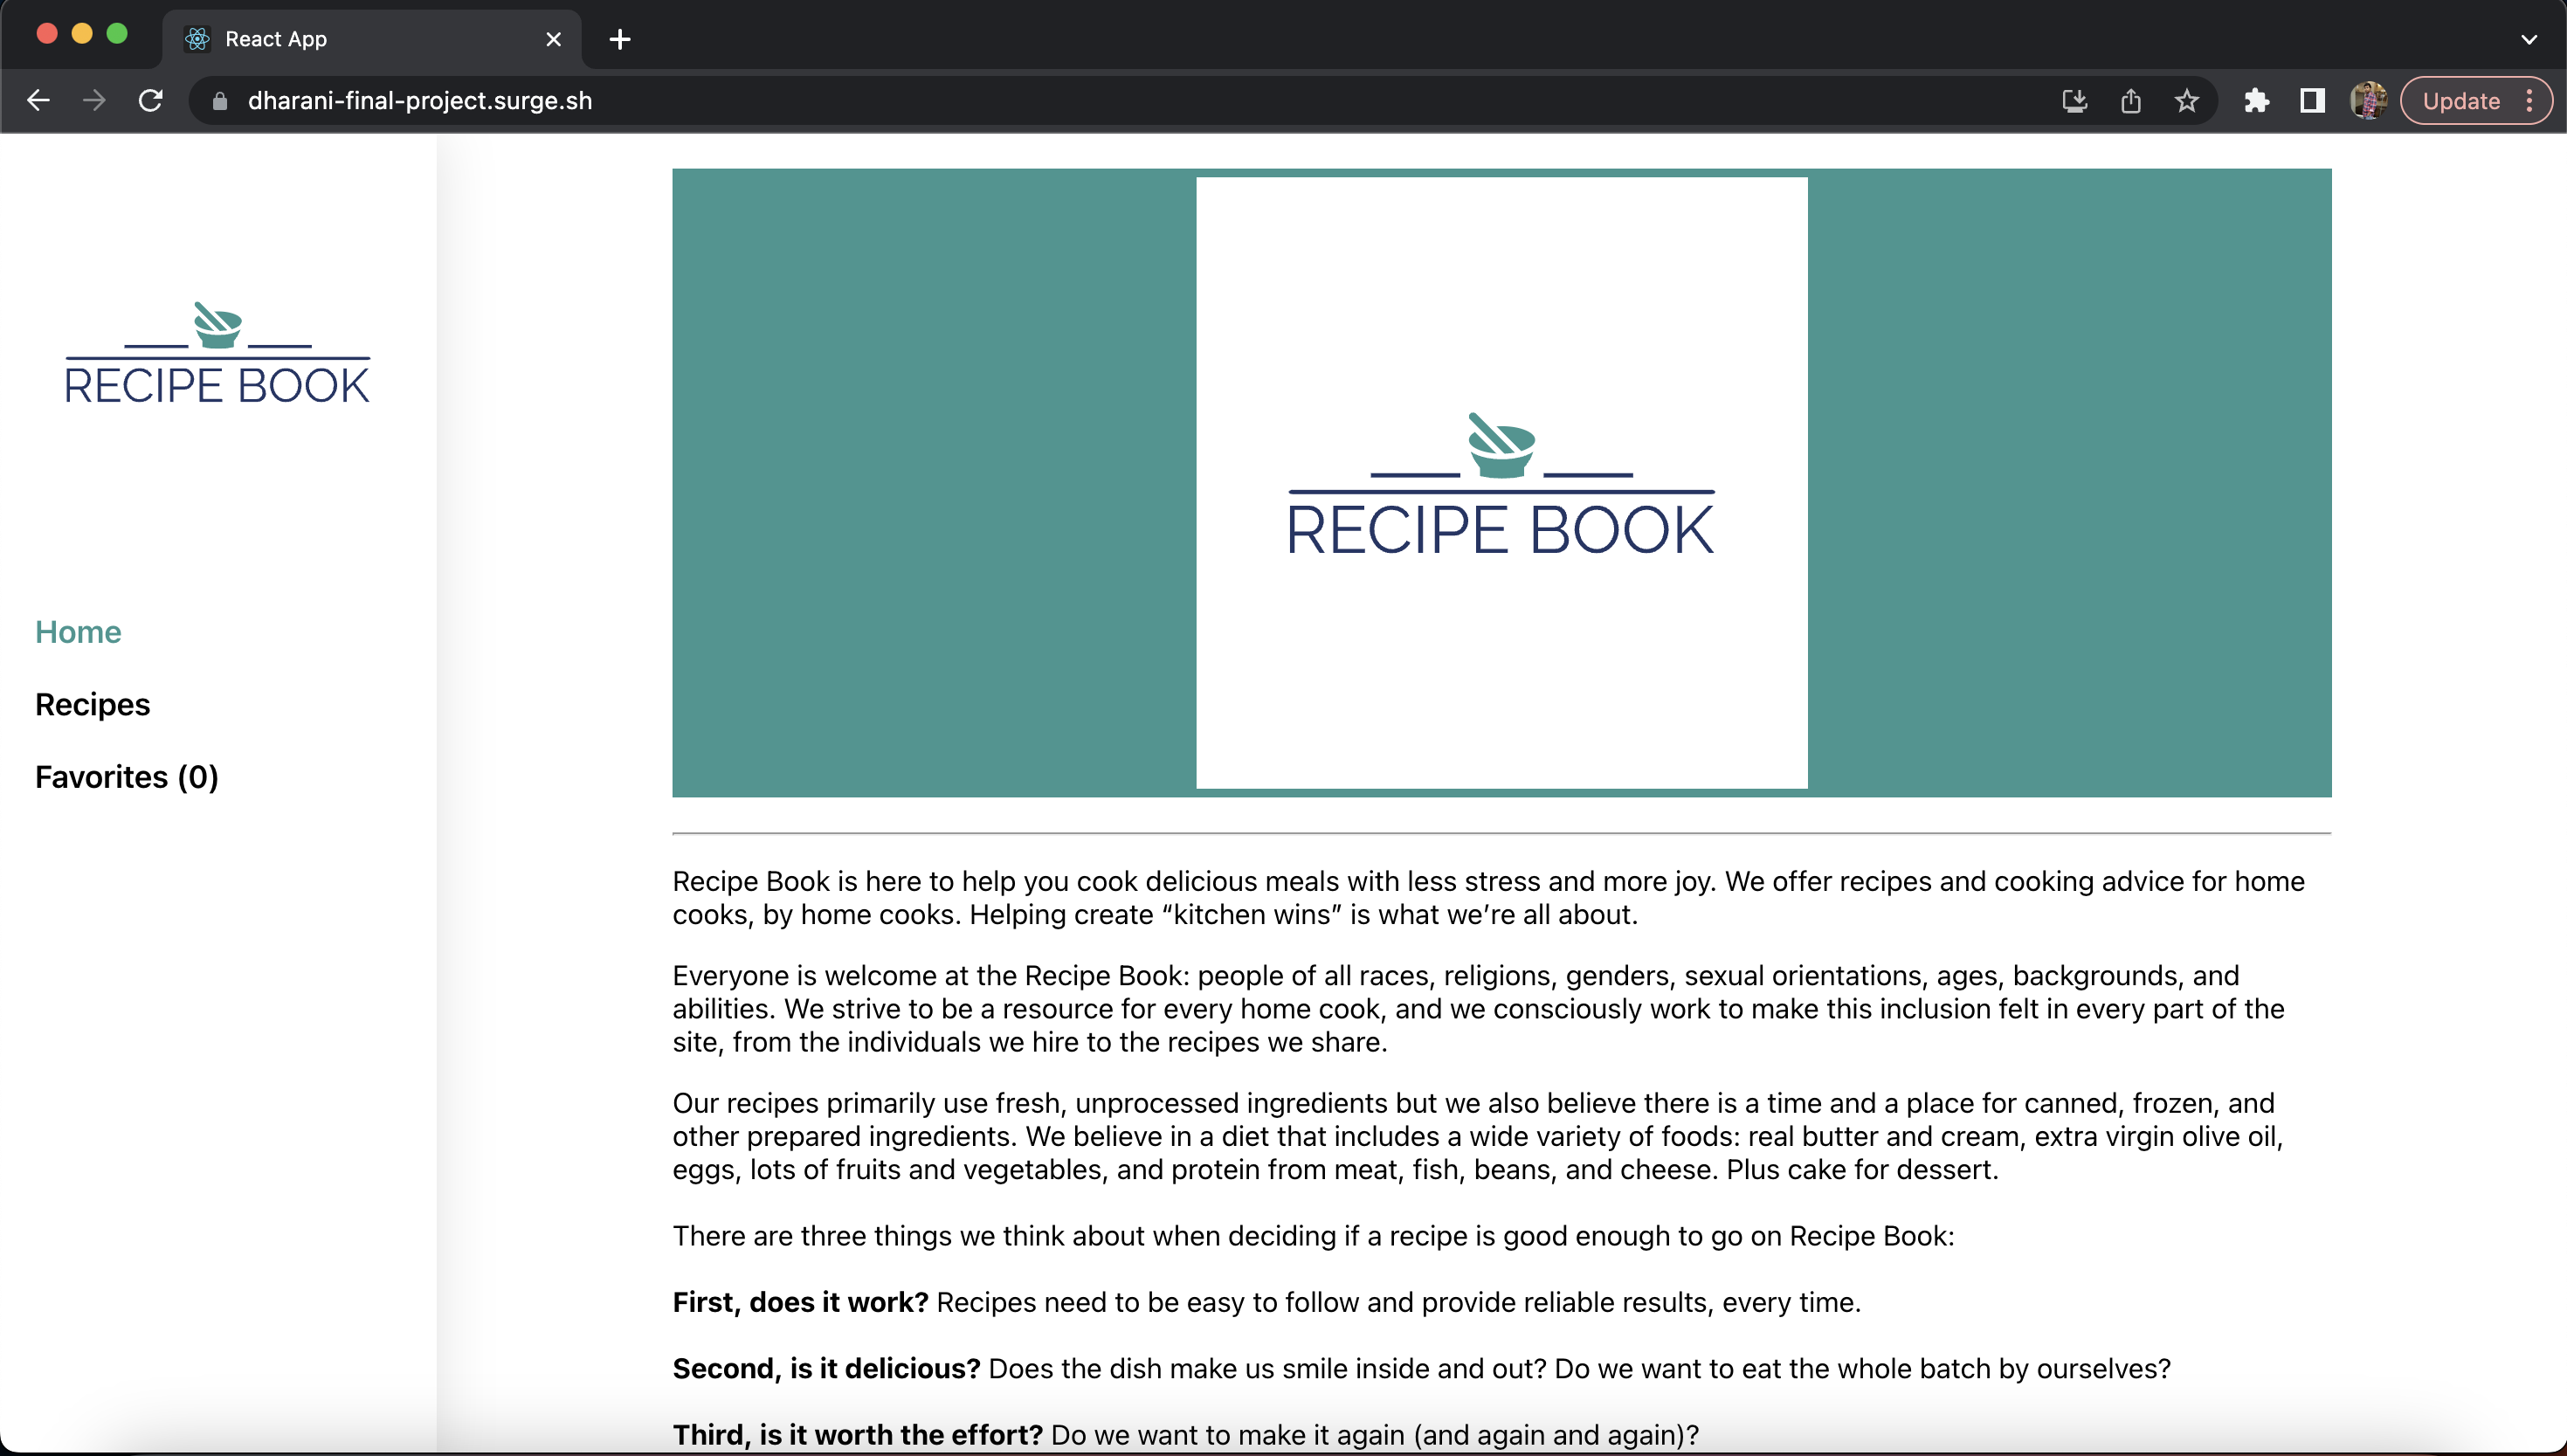 React App
dharani-final-project.surge.sh
Update
RECIPE BOOK
Home
Recipes
Favorites (0)
RECIPE BOOK
Recipe Book is here to help you cook delicious meals with less stress and more joy. We offer recipes and cooking advice for home
cooks, by home cooks. Helping create “kitchen wins” is what we’re all about.
Everyone is welcome at the Recipe Book: people of all races, religions, genders, sexual orientations, ages, backgrounds, and
abilities. We strive to be a resource for every home cook, and we consciously work to make this inclusion felt in every part of the
site, from the individuals we hire to the recipes we share.
Our recipes primarily use fresh, unprocessed ingredients but we also believe there is a time and a place for canned, frozen, and
other prepared ingredients. We believe in a diet that includes a wide variety of foods: real butter and cream, extra virgin olive oil,
eggs, lots of fruits and vegetables, and protein from meat, fish, beans, and cheese. Plus cake for dessert.
There are three things we think about when deciding if a recipe is good enough to go on Recipe Book:
First, does it work? Recipes need to be easy to follow and provide reliable results, every time.
Second, is it delicious? Does the dish make us smile inside and out? Do we want to eat the whole batch by ourselves?
Third, is it worth the effort? Do we want to make it again (and again and again)?